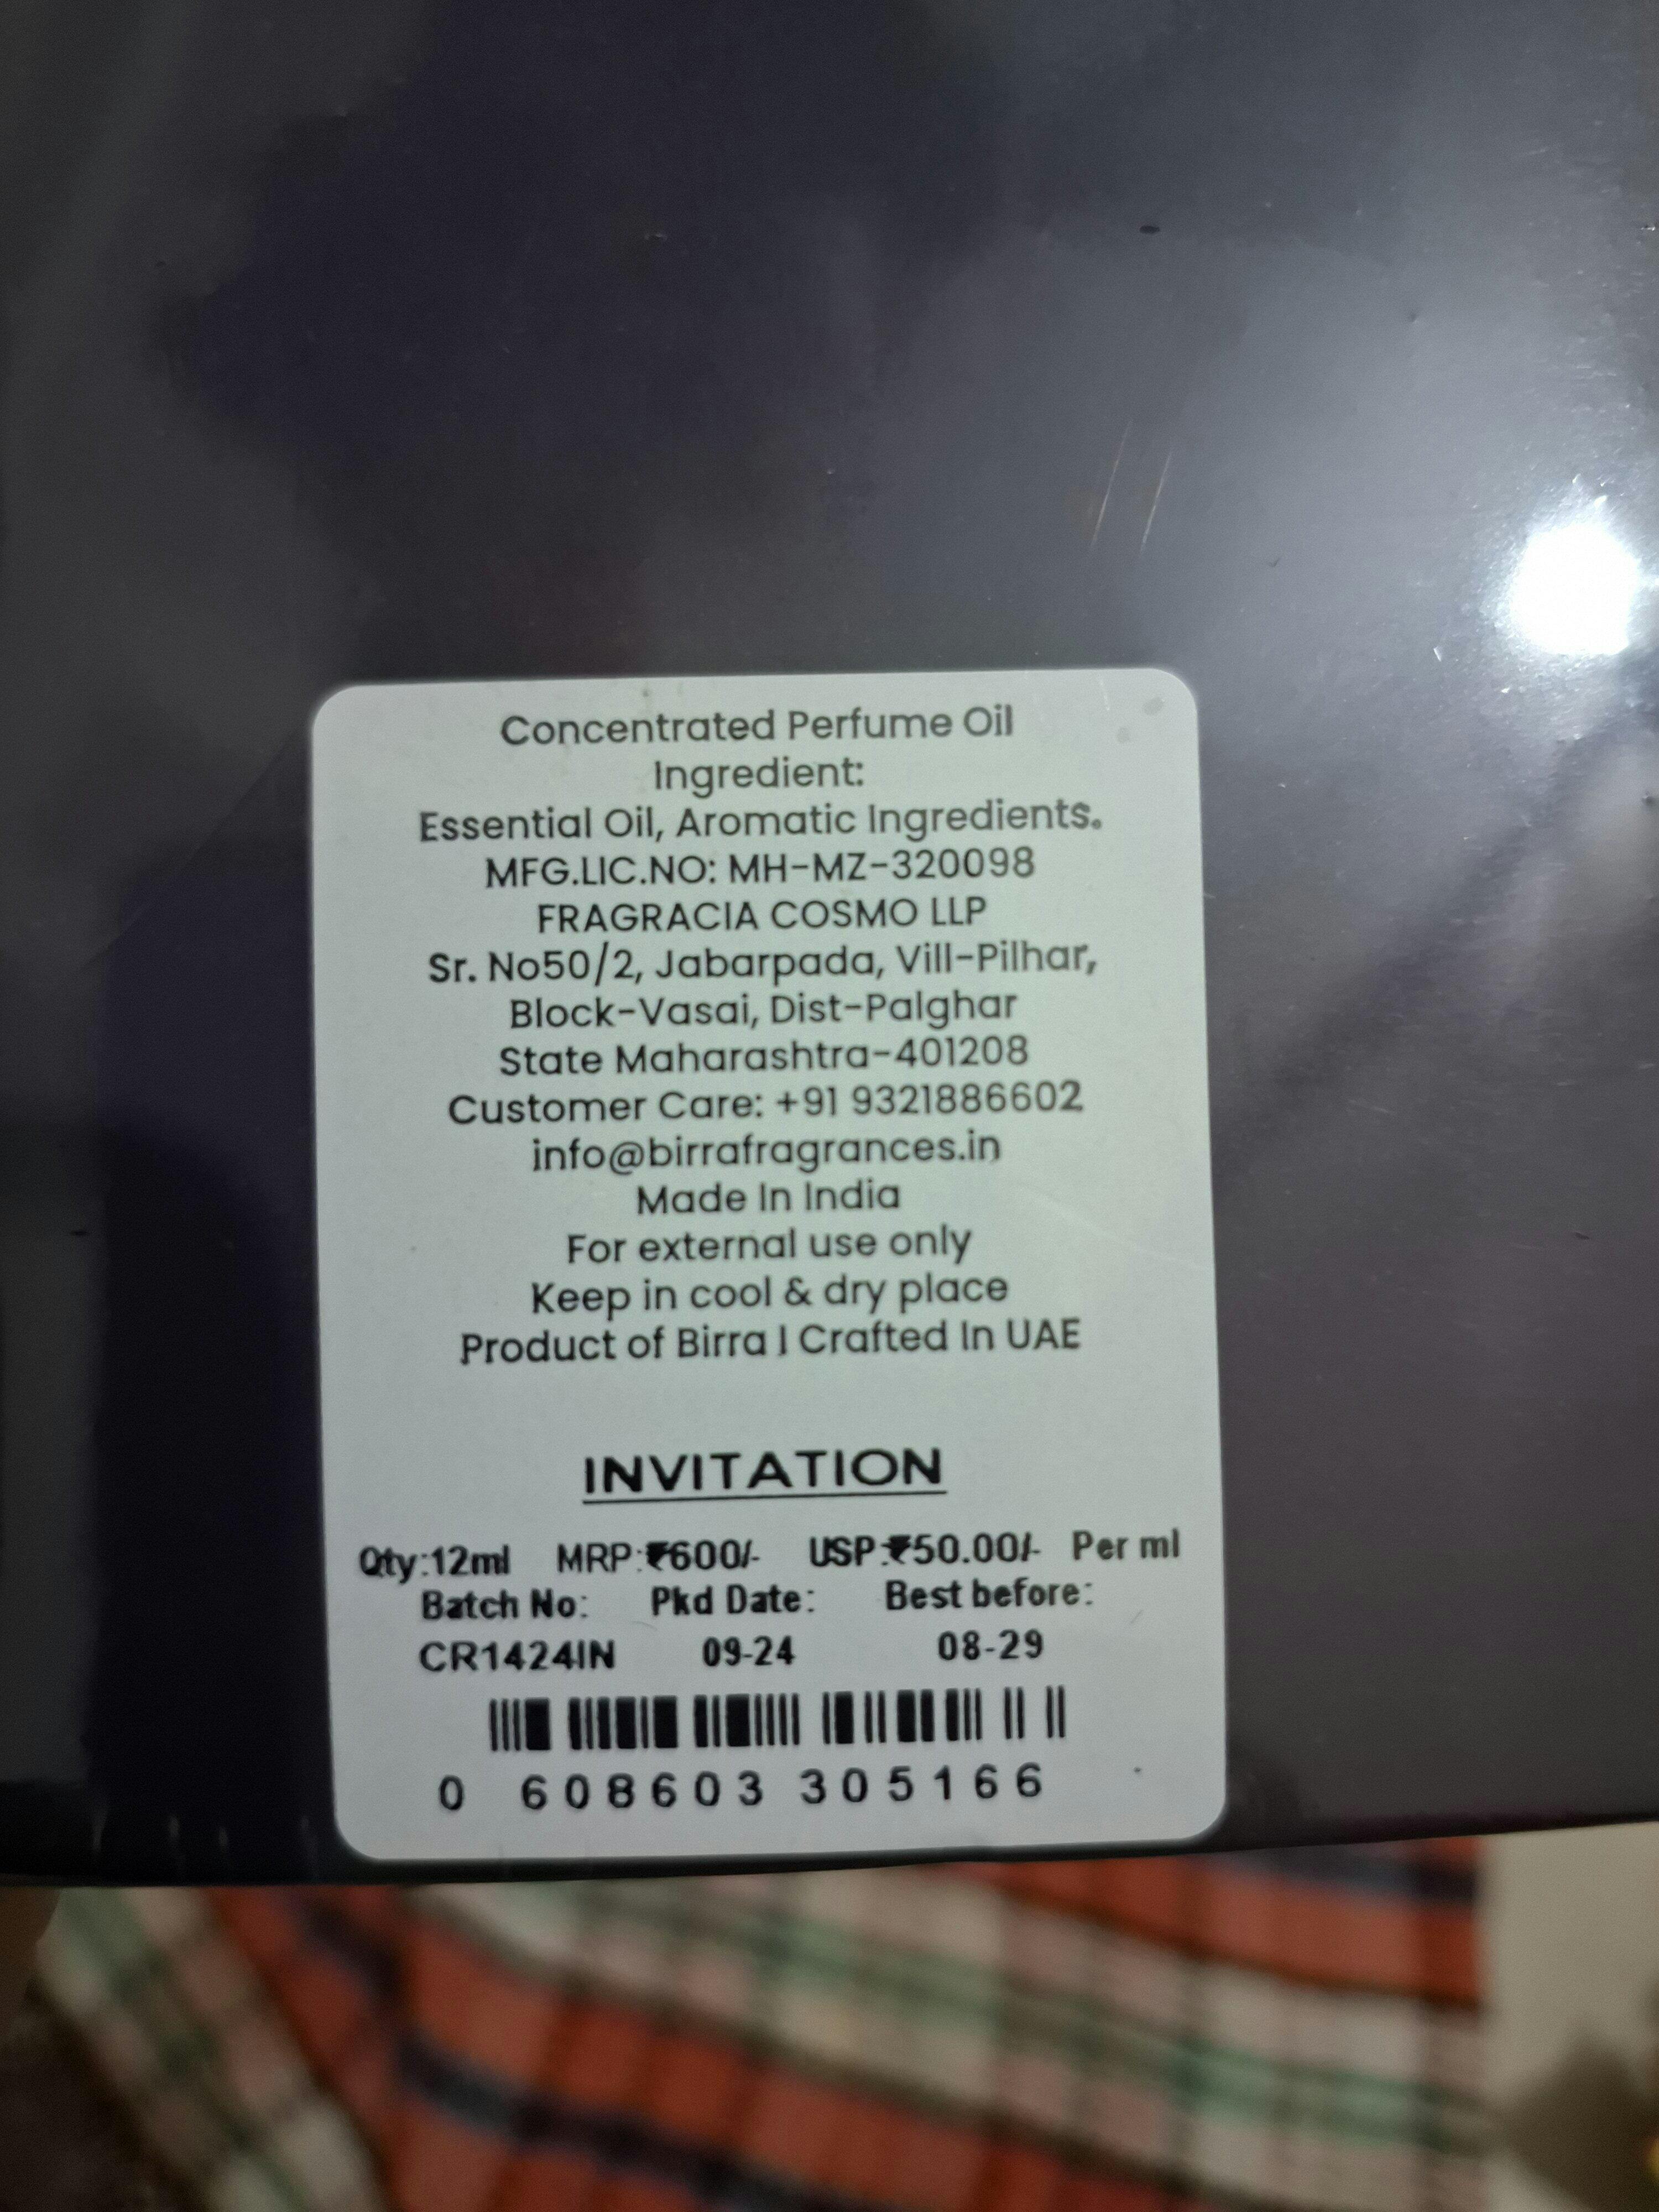 Concentrated Perfume Oil
Ingredient:
Essential Oil, Aromatic Ingredients.
MFG.LIC.NO: MH-MZ-320098
FRAGRACIA COSMO LLP
Sr. No50/2, Jabarpada, Vill-Pilhar,
Block-Vasai, Dist-Palghar
State Maharashtra-401208
Customer Care: +91 9321886602
info@birrafragrances.in
Made In India
For external use only
Keep in cool & dry place
Product of Birra | Crafted In UAE
INVITATION
Qty:12ml MRP:₹600/- USP:₹50.00/- Per ml
Batch No: Pkd Date: Best before:
CR1424IN 09-24 08-29
0 608603 305166